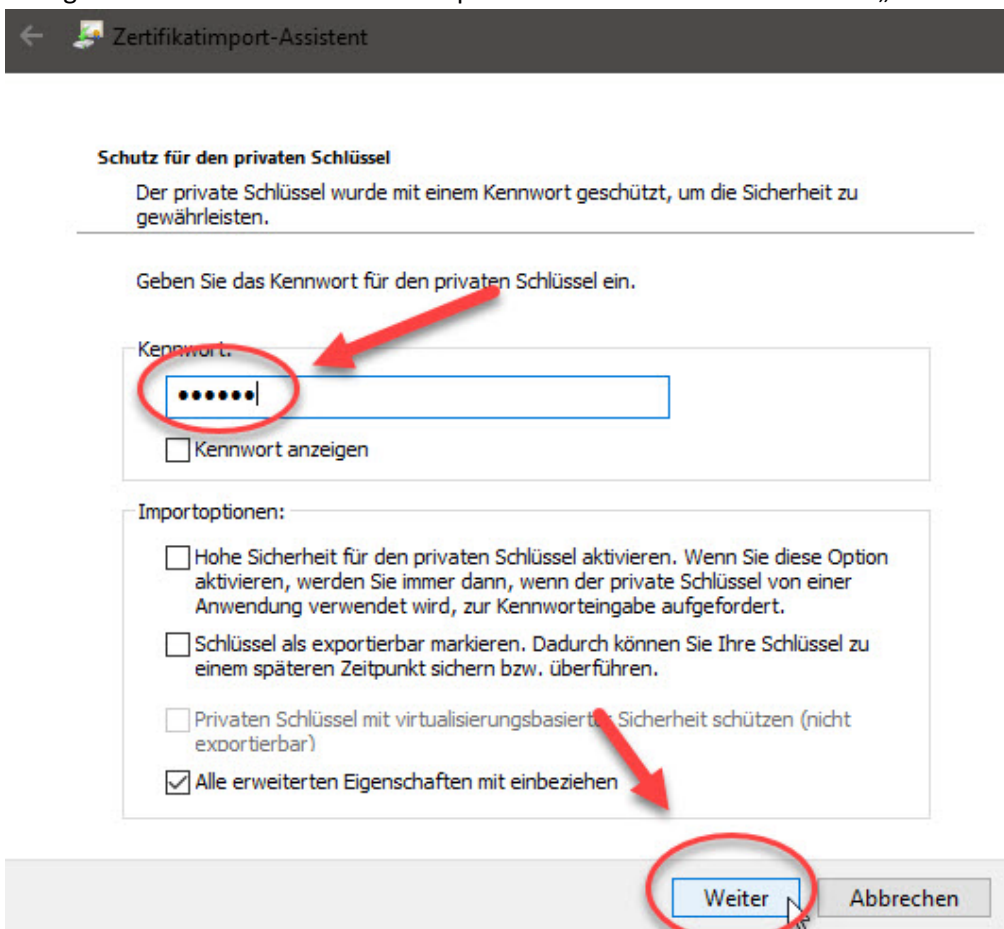 Zertifikatimport-Assistent
Schutz für den privaten Schlüssel
Der private Schlüssel wurde mit einem Kennwort geschützt, um die Sicherheit zu
gewährleisten.
Geben Sie das Kennwort für den privaten Schlüssel ein.
Kennwort:
••••••
Kennwort anzeigen
Importoptionen:
Hohe Sicherheit für den privaten Schlüssel aktivieren. Wenn Sie diese Option
aktivieren, werden Sie immer dann, wenn der private Schlüssel von einer
Anwendung verwendet wird, zur Kennworteingabe aufgefordert.
Schlüssel als exportierbar markieren. Dadurch können Sie Ihre Schlüssel zu
einem späteren Zeitpunkt sichern bzw. überführen.
Privaten Schlüssel mit virtualisierungsbasierter Sicherheit schützen (nicht
exportierbar)
Alle erweiterten Eigenschaften mit einbeziehen
Weiter
Abbrechen